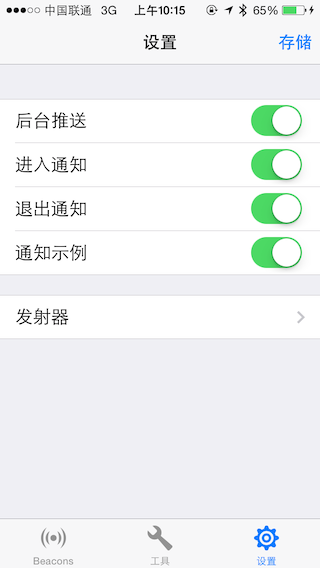 中国联通 3G 上午10:15 65%
设置 存储
后台推送
进入通知
退出通知
通知示例
发射器
Beacons 工具 设置